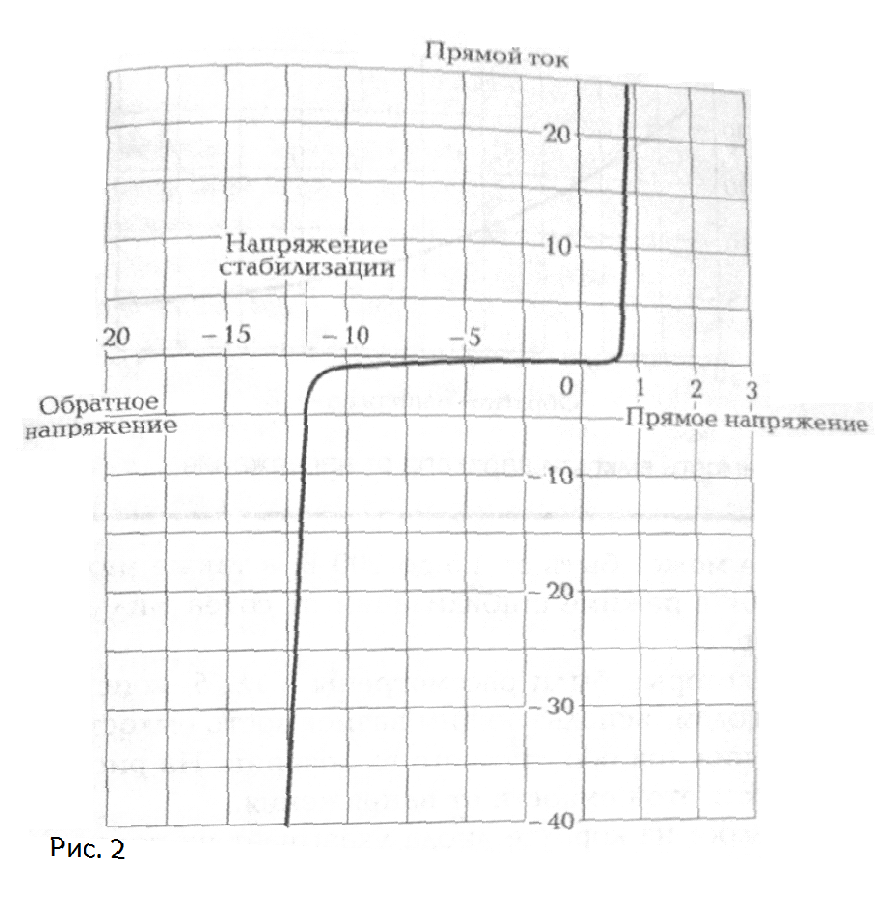 Прямой ток
20
10
Напряжение
стабилизации
20
– 15
– 10
–5
0
1
2
3
Обратное
напряжение
Прямое напряжение
–10
– 20
– 30
– 40
Рис. 2